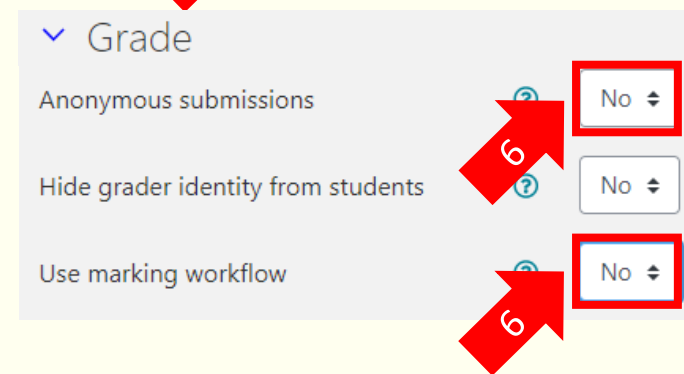 Grade
Anonymous submissions
No
6
Hide grader identity from students
No
Use marking workflow
No
6